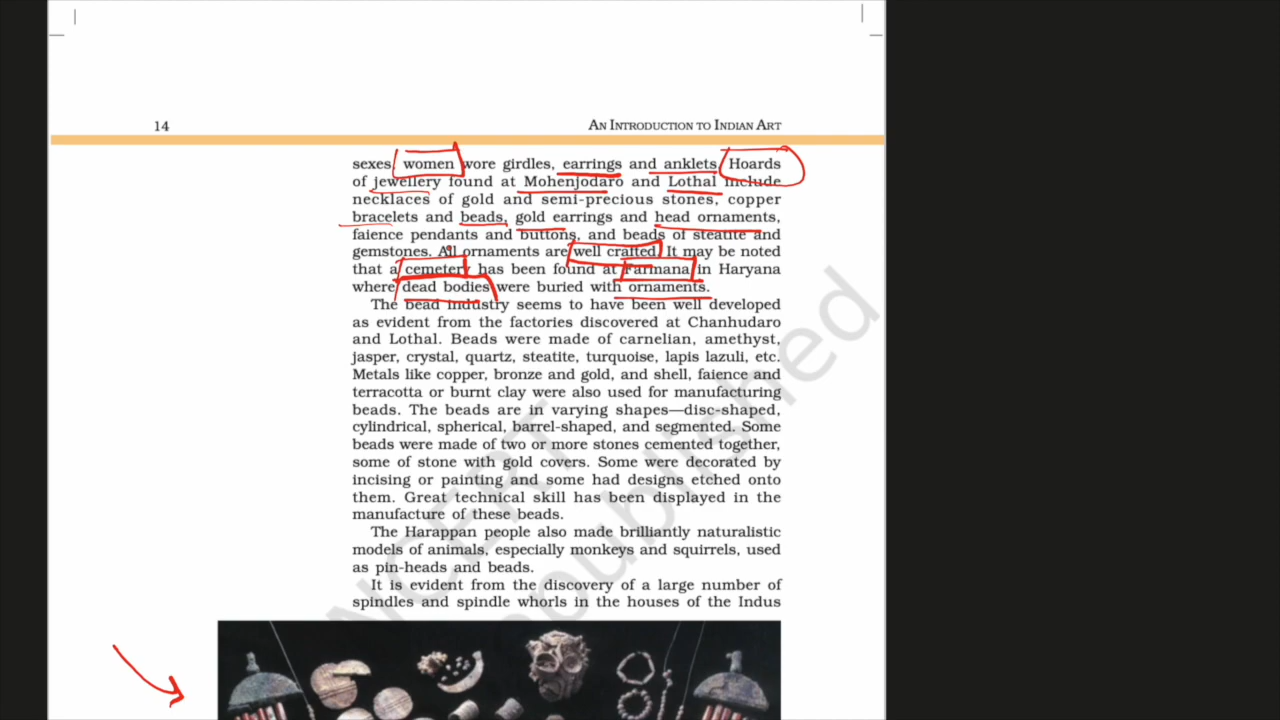 14
AN INTRODUCTION TO INDIAN ART
sexes women wore girdles, earrings and anklets. Hoards
of jewellery found at Mohenjodaro and Lothal include
necklaces of gold and semi-precious stones, copper
bracelets and beads, gold earrings and head ornaments,
faience pendants and buttons, and beads of steatite and
gemstones. All ornaments are well crafted. It may be noted
that a cemetery has been found at Farmana in Haryana
where dead bodies were buried with ornaments.
The bead industry seems to have been well developed
as evident from the factories discovered at Chanhudaro
and Lothal. Beads were made of carnelian, amethyst,
jasper, crystal, quartz, steatite, turquoise, lapis lazuli, etc.
Metals like copper, bronze and gold, and shell, faience and
terracotta or burnt clay were also used for manufacturing
beads. The beads are in varying shapes—disc-shaped,
cylindrical, spherical, barrel-shaped, and segmented. Some
beads were made of two or more stones cemented together,
some of stone with gold covers. Some were decorated by
incising or painting and some had designs etched onto
them. Great technical skill has been displayed in the
manufacture of these beads.
The Harappan people also made brilliantly naturalistic
models of animals, especially monkeys and squirrels, used
as pin-heads and beads.
It is evident from the discovery of a large number of
spindles and spindle whorls in the houses of the Indus
NCERT
republished